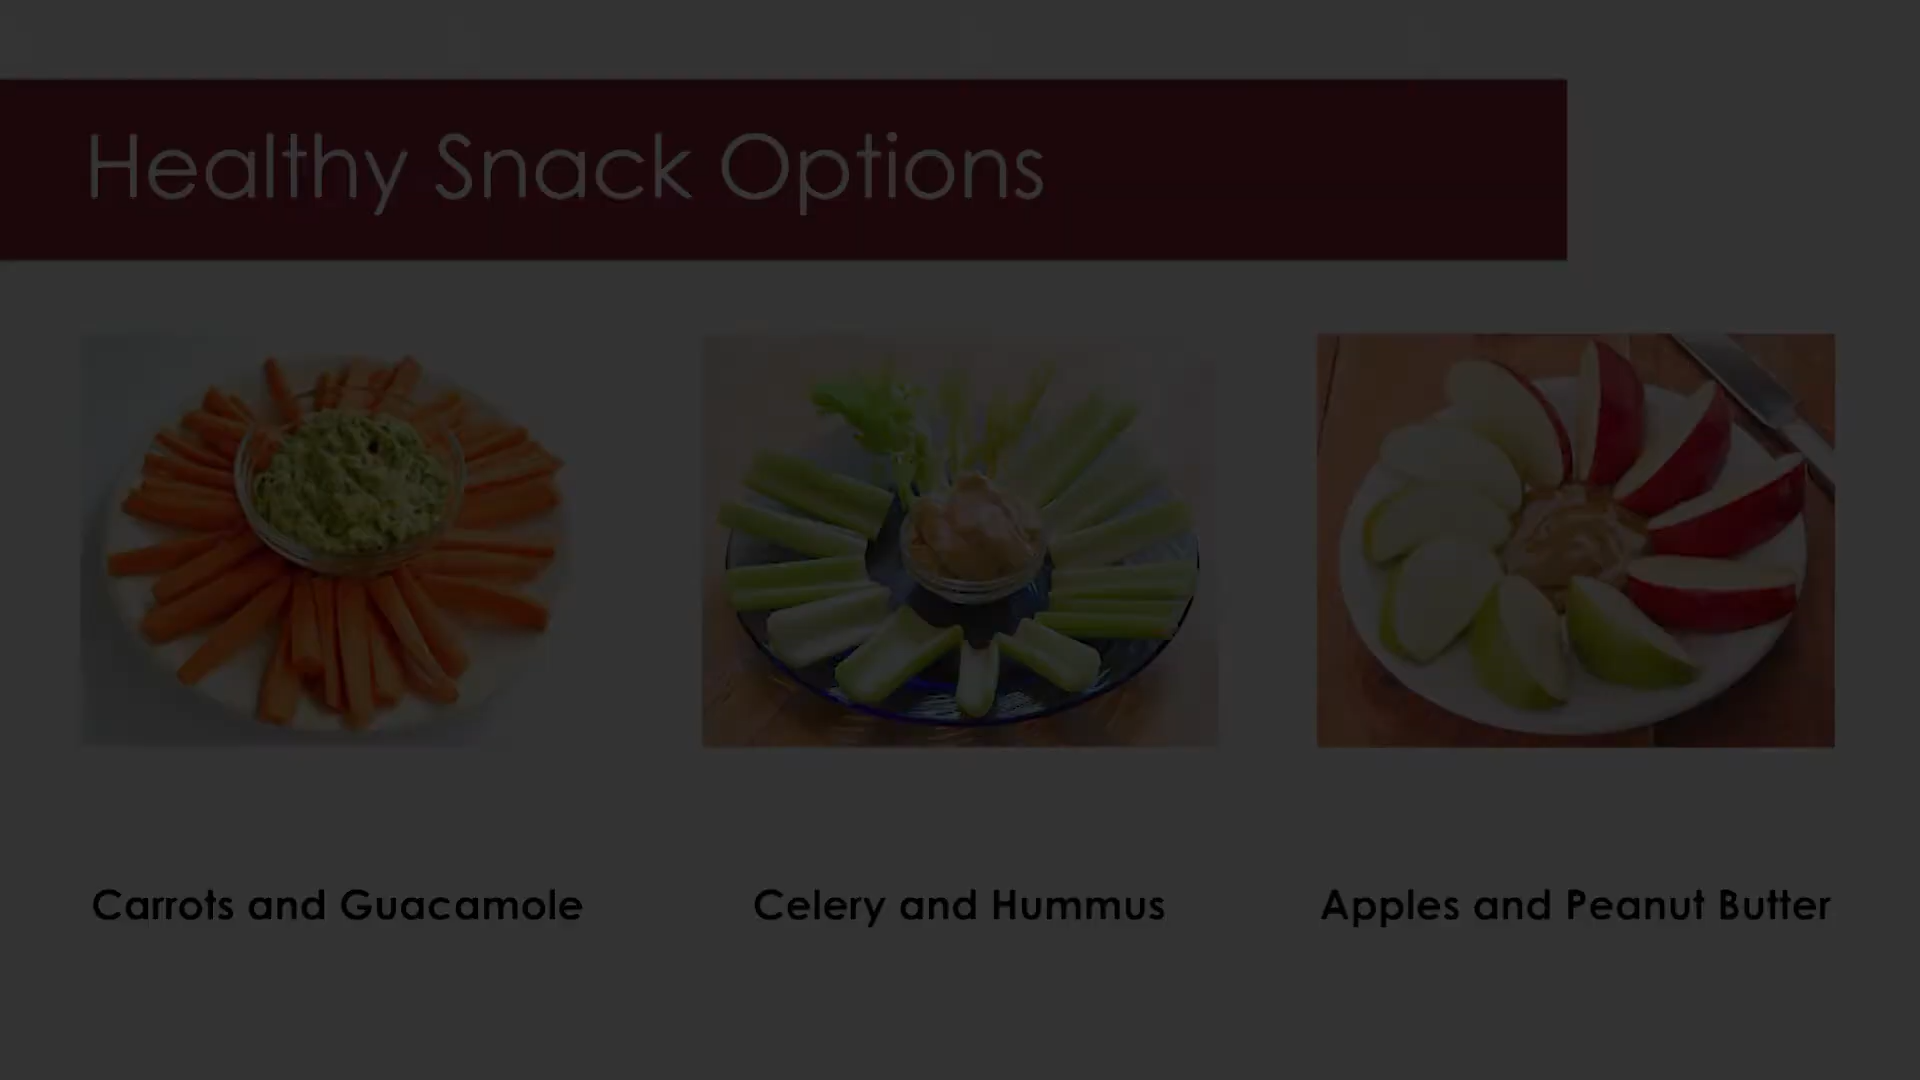 Healthy Snack Options
Carrots and Guacamole
Celery and Hummus
Apples and Peanut Butter